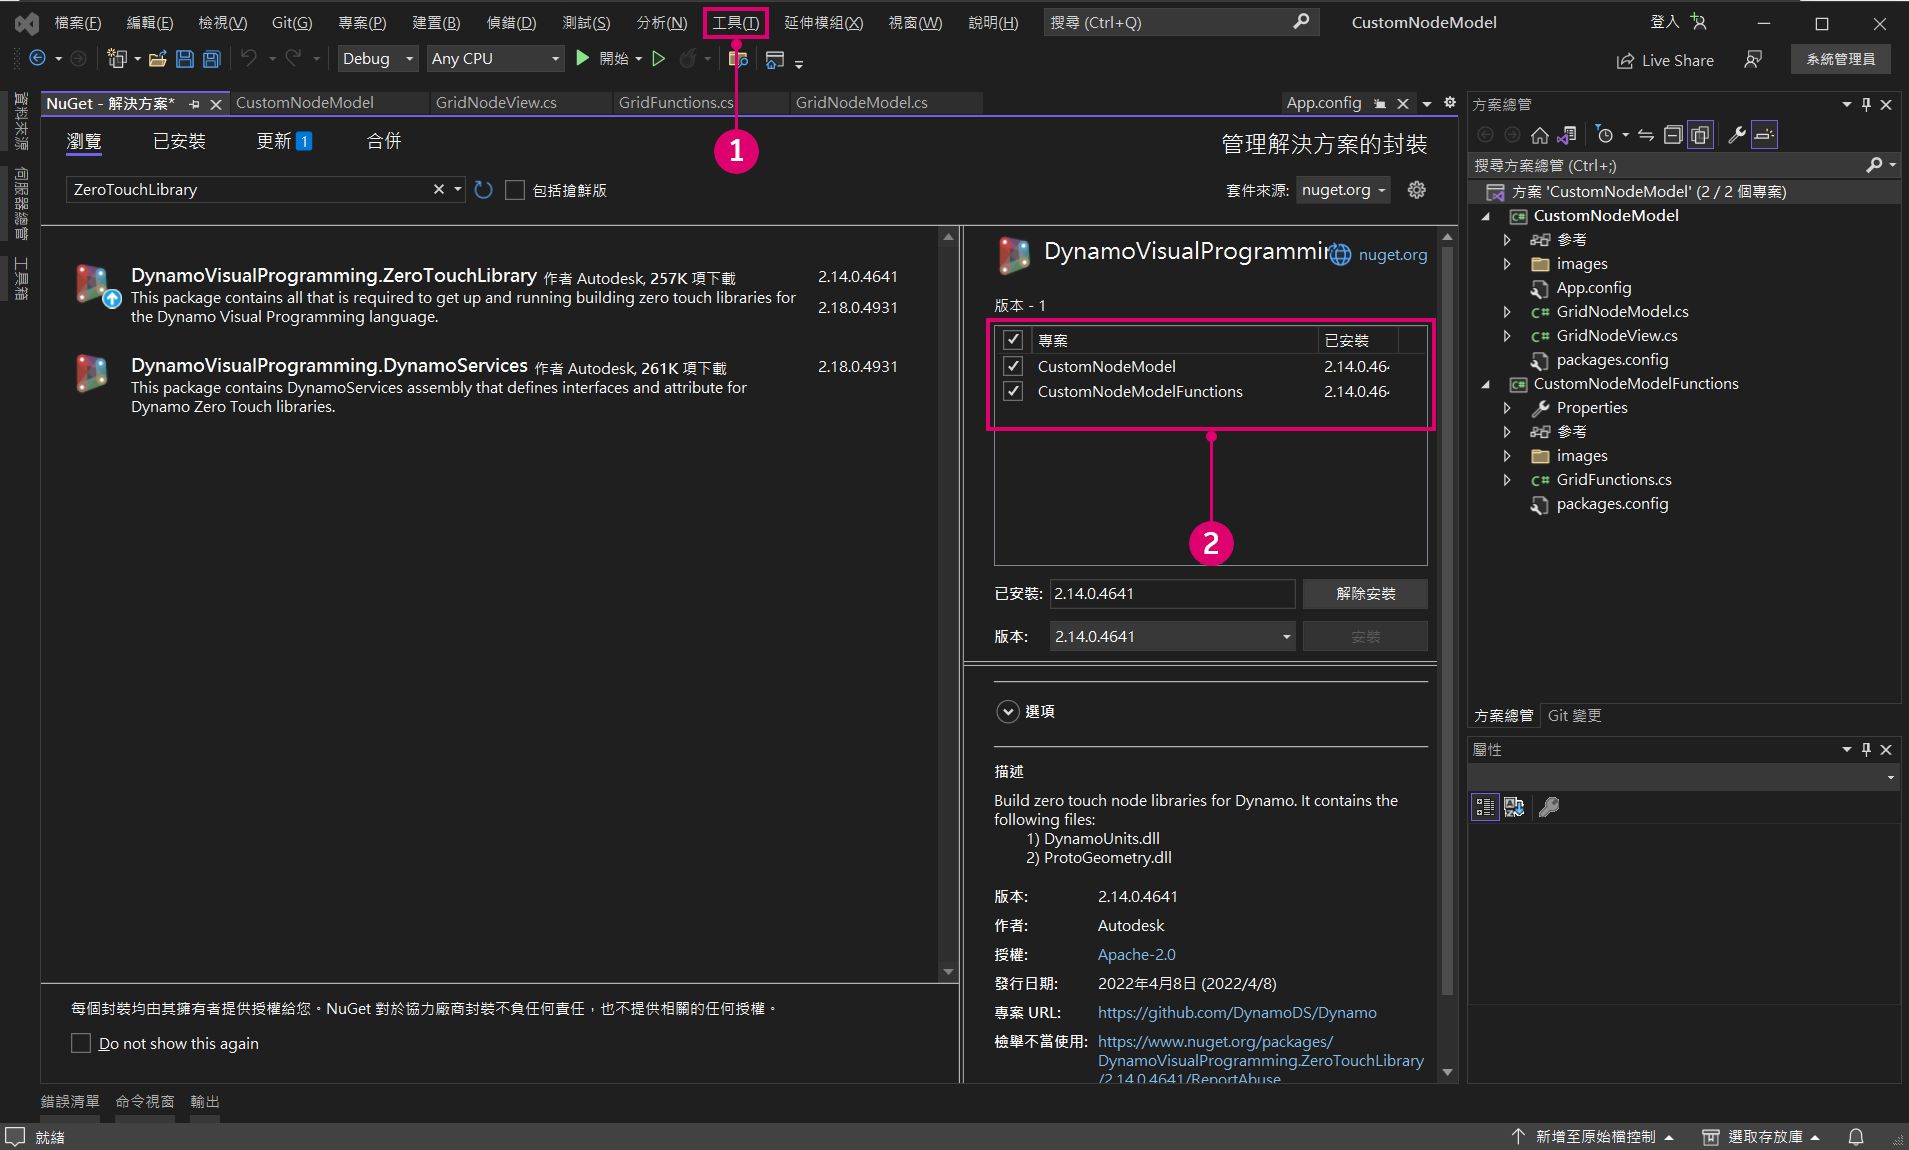 檔案(F) 編輯(E) 檢視(V) Git(G) 專案(P) 建置(B) 偵錯(D) 測試(S) 分析(N) 工具(T) 延伸模組(X) 視窗(W) 說明(H) 搜尋 (Ctrl+Q) CustomNodeModel 登入
Debug Any CPU 開始 Live Share 系統管理員
資料來源
伺服器總管
工具箱
NuGet - 解決方案* CustomNodeModel GridNodeView.cs GridFunctions.cs GridNodeModel.cs App.config
瀏覽 已安裝 更新 1 合併
1
管理解決方案的封裝
ZeroTouchLibrary 包括搶鮮版
套件來源: nuget.org
DynamoVisualProgramming.ZeroTouchLibrary 作者 Autodesk, 257K 項下載 2.14.0.4641
This package contains all that is required to get up and running building zero touch libraries for
the Dynamo Visual Programming language.
2.18.0.4931
DynamoVisualProgramming.DynamoServices 作者 Autodesk, 261K 項下載 2.18.0.4931
This package contains DynamoServices assembly that defines interfaces and attribute for
Dynamo Zero Touch libraries.
每個封裝均由其擁有者提供授權給您。NuGet 對於協力廠商封裝不負任何責任，也不提供相關的任何授權。
Do not show this again
DynamoVisualProgrammin nuget.org
版本 - 1
專案 已安裝
CustomNodeModel 2.14.0.46
CustomNodeModelFunctions 2.14.0.46
2
已安裝: 2.14.0.4641 解除安裝
版本: 2.14.0.4641 安裝
選項
描述
Build zero touch node libraries for Dynamo. It contains the
following files:
1) DynamoUnits.dll
2) ProtoGeometry.dll
版本: 2.14.0.4641
作者: Autodesk
授權: Apache-2.0
發行日期: 2022年4月8日 (2022/4/8)
專案 URL: https://github.com/DynamoDS/Dynamo
檢舉不當使用: https://www.nuget.org/packages/
DynamoVisualProgramming.ZeroTouchLibrary
/2.14.0.4641/ReportAbuse
方案總管
搜尋方案總管 (Ctrl+;)
方案 'CustomNodeModel' (2 / 2 個專案)
CustomNodeModel
參考
images
App.config
C# GridNodeModel.cs
C# GridNodeView.cs
packages.config
CustomNodeModelFunctions
Properties
參考
images
C# GridFunctions.cs
packages.config
方案總管 Git 變更
屬性
錯誤清單 命令視窗 輸出
就緒 新增至原始檔控制 選取存放庫